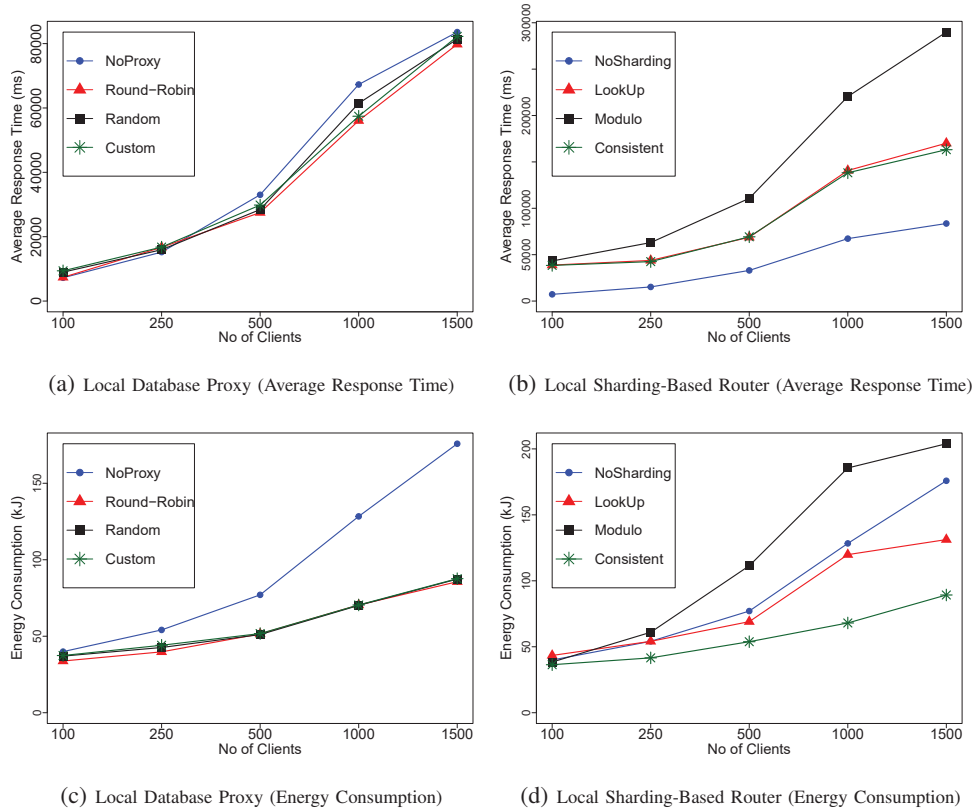 Average Response Time (ms)
0 20000 40000 60000 80000
NoProxy
Round−Robin
Random
Custom
100 250 500 1000 1500
No of Clients
(a) Local Database Proxy (Average Response Time)
Average Response Time (ms)
0 50000 100000 200000 300000
NoSharding
LookUp
Modulo
Consistent
100 250 500 1000 1500
No of Clients
(b) Local Sharding-Based Router (Average Response Time)
Energy Consumption (kJ)
0 50 100 150
NoProxy
Round−Robin
Random
Custom
100 250 500 1000 1500
No of Clients
(c) Local Database Proxy (Energy Consumption)
Energy Consumption (kJ)
0 50 100 150 200
NoSharding
LookUp
Modulo
Consistent
100 250 500 1000 1500
No of Clients
(d) Local Sharding-Based Router (Energy Consumption)